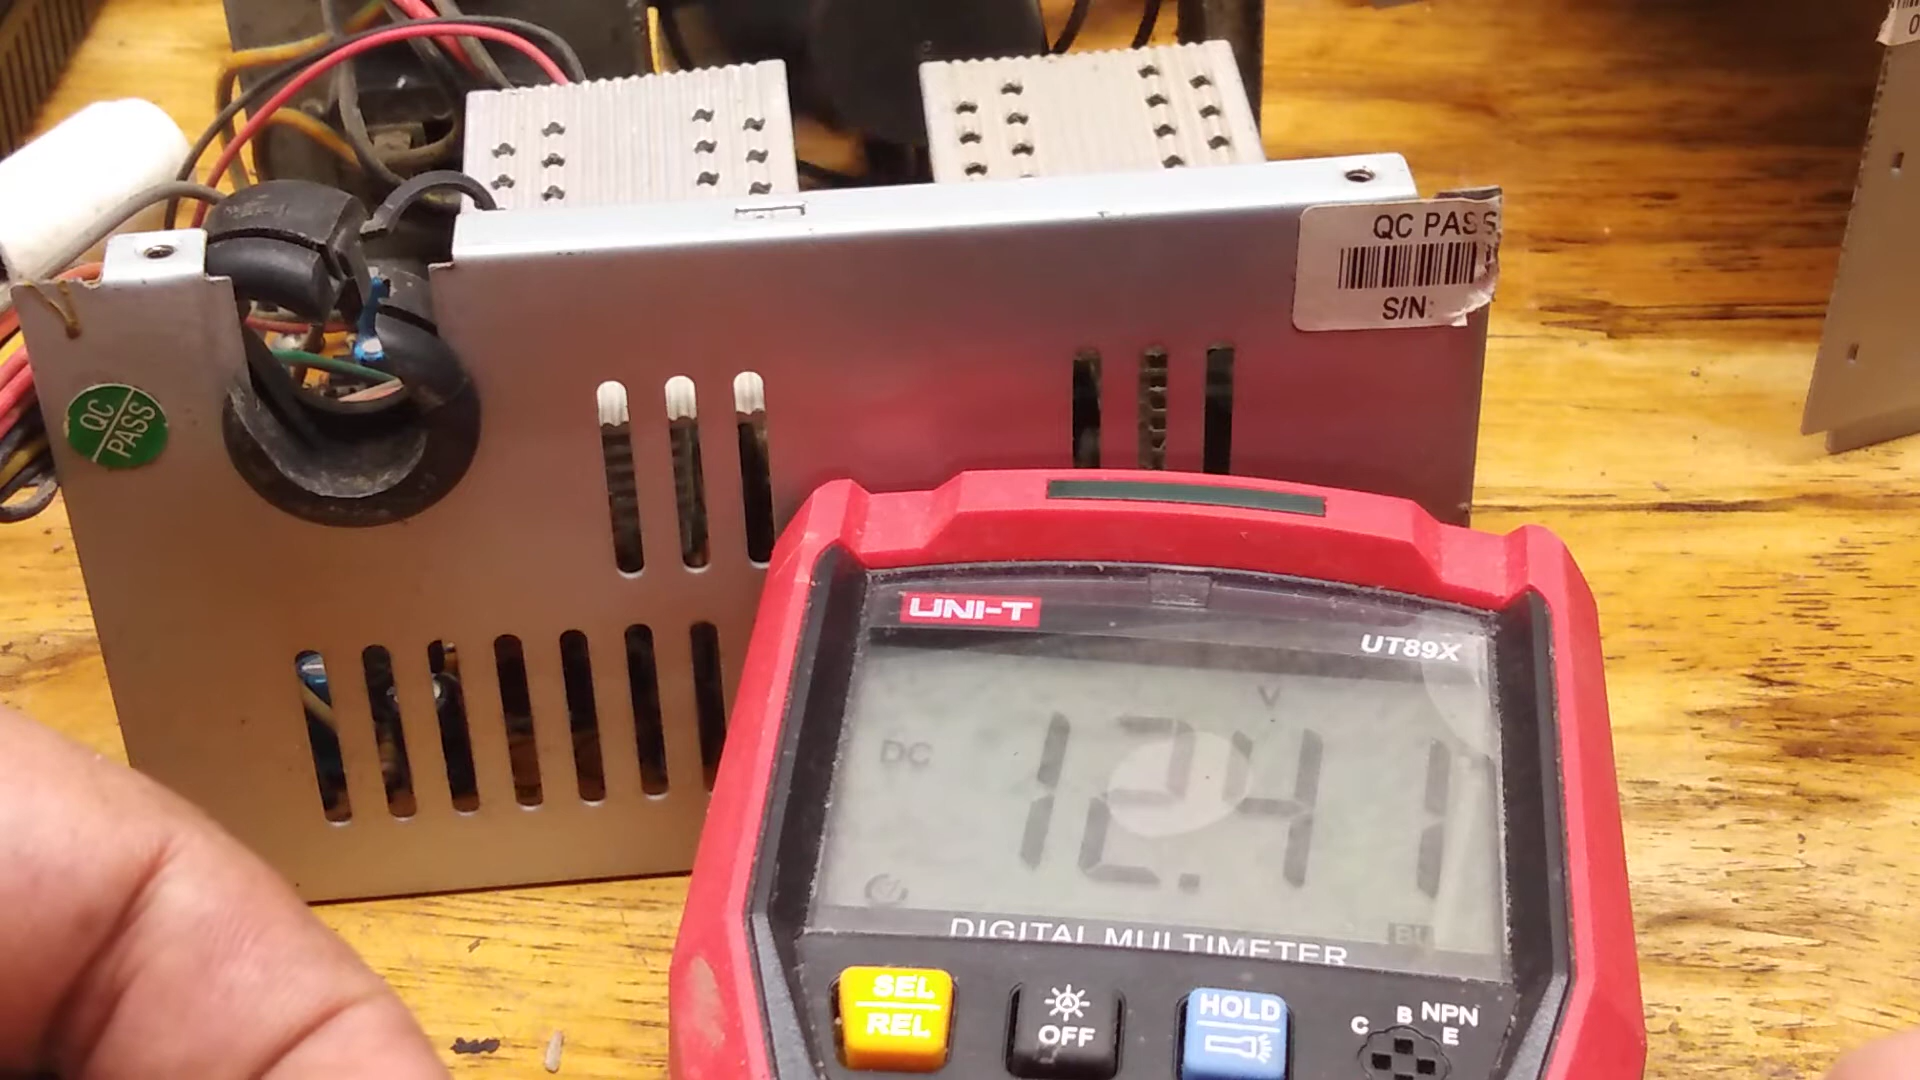 QC PASS
S/N:
QC
PASS
UNI-T
UT89X
V
DC
12.41
DIGITAL MULTIMETER
SEL
REL
OFF
HOLD
C B NPN
E